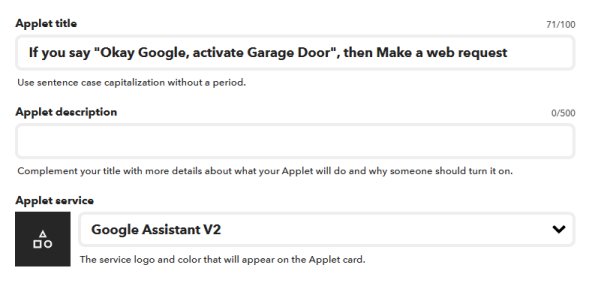 Applet title
71/100
If you say "Okay Google, activate Garage Door", then Make a web request
Use sentence case capitalization without a period.
Applet description
0/500
Complement your title with more details about what your Applet will do and why someone should turn it on.
Applet service
Google Assistant V2
The service logo and color that will appear on the Applet card.